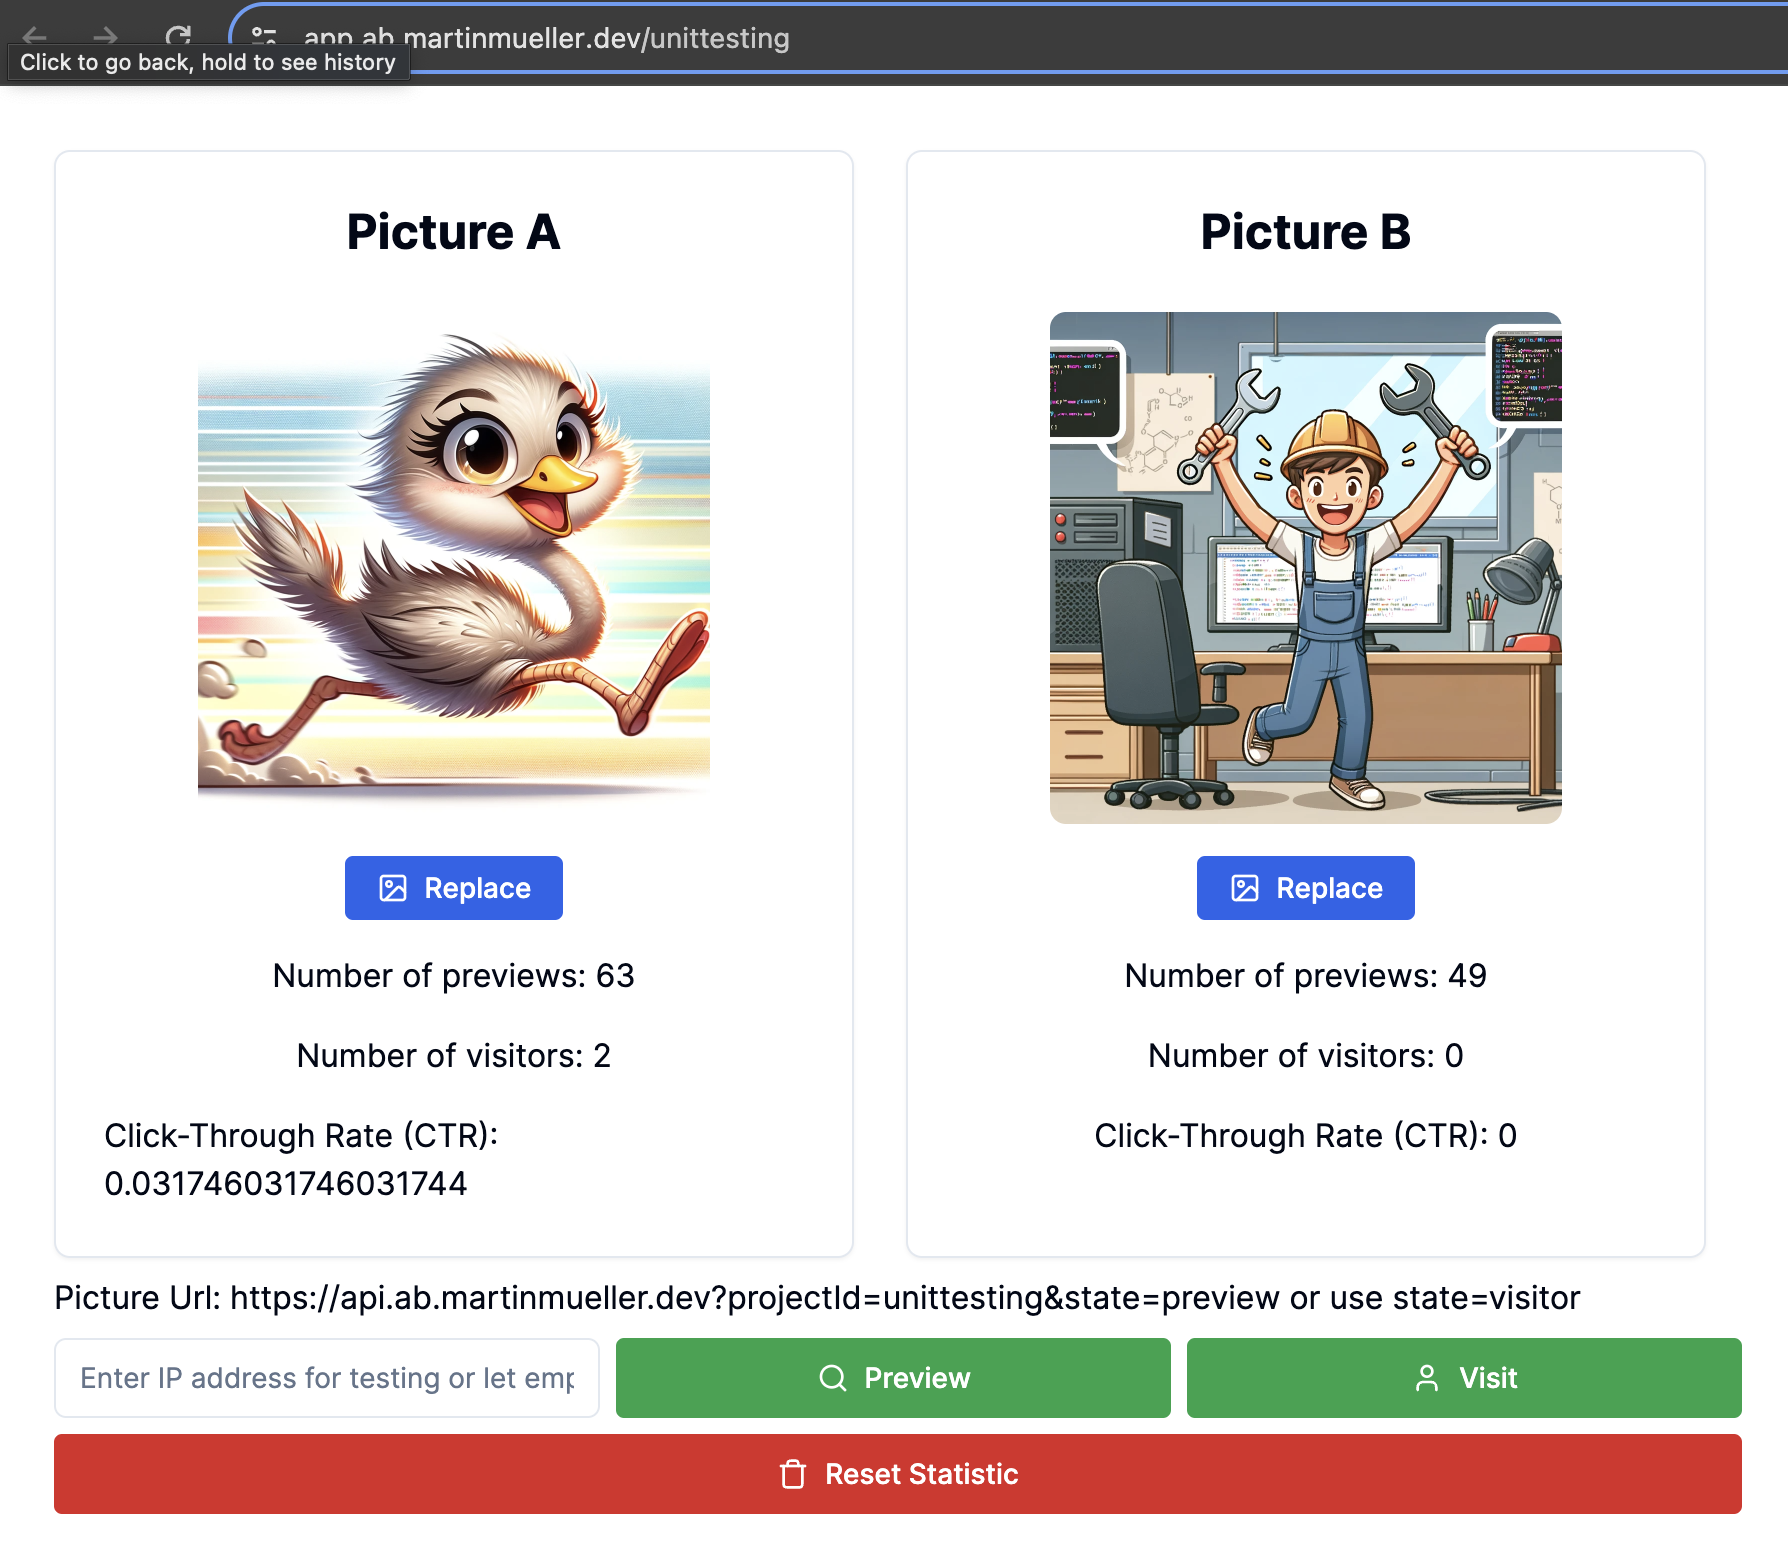 app.ab.martinmueller.dev/unittesting
Click to go back, hold to see history
Picture A
Picture B
Replace
Replace
Number of previews: 63
Number of previews: 49
Number of visitors: 2
Number of visitors: 0
Click-Through Rate (CTR):
0.031746031746031744
Click-Through Rate (CTR): 0
Picture Url: https://api.ab.martinmueller.dev?projectId=unittesting&state=preview or use state=visitor
Enter IP address for testing or let emp
Preview
Visit
Reset Statistic